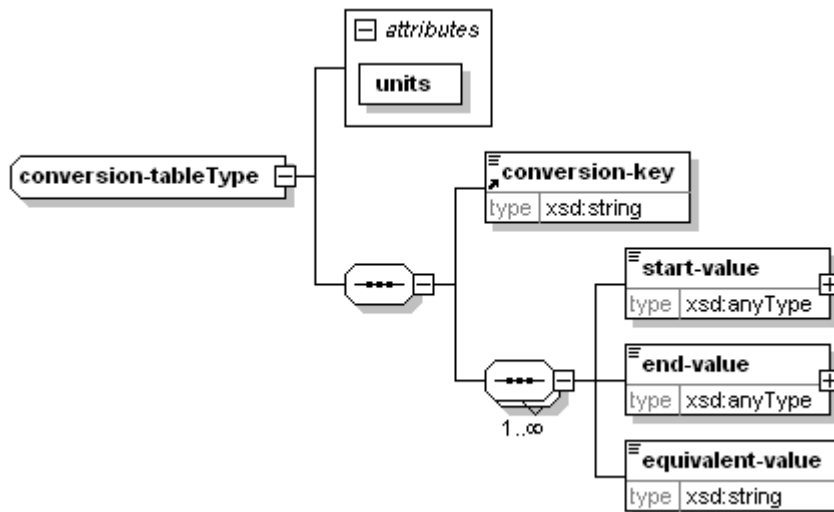 attributes
units
conversion-tableType
conversion-key
type xsd:string
start-value
type xsd:anyType
end-value
type xsd:anyType
1..∞
equivalent-value
type xsd:string